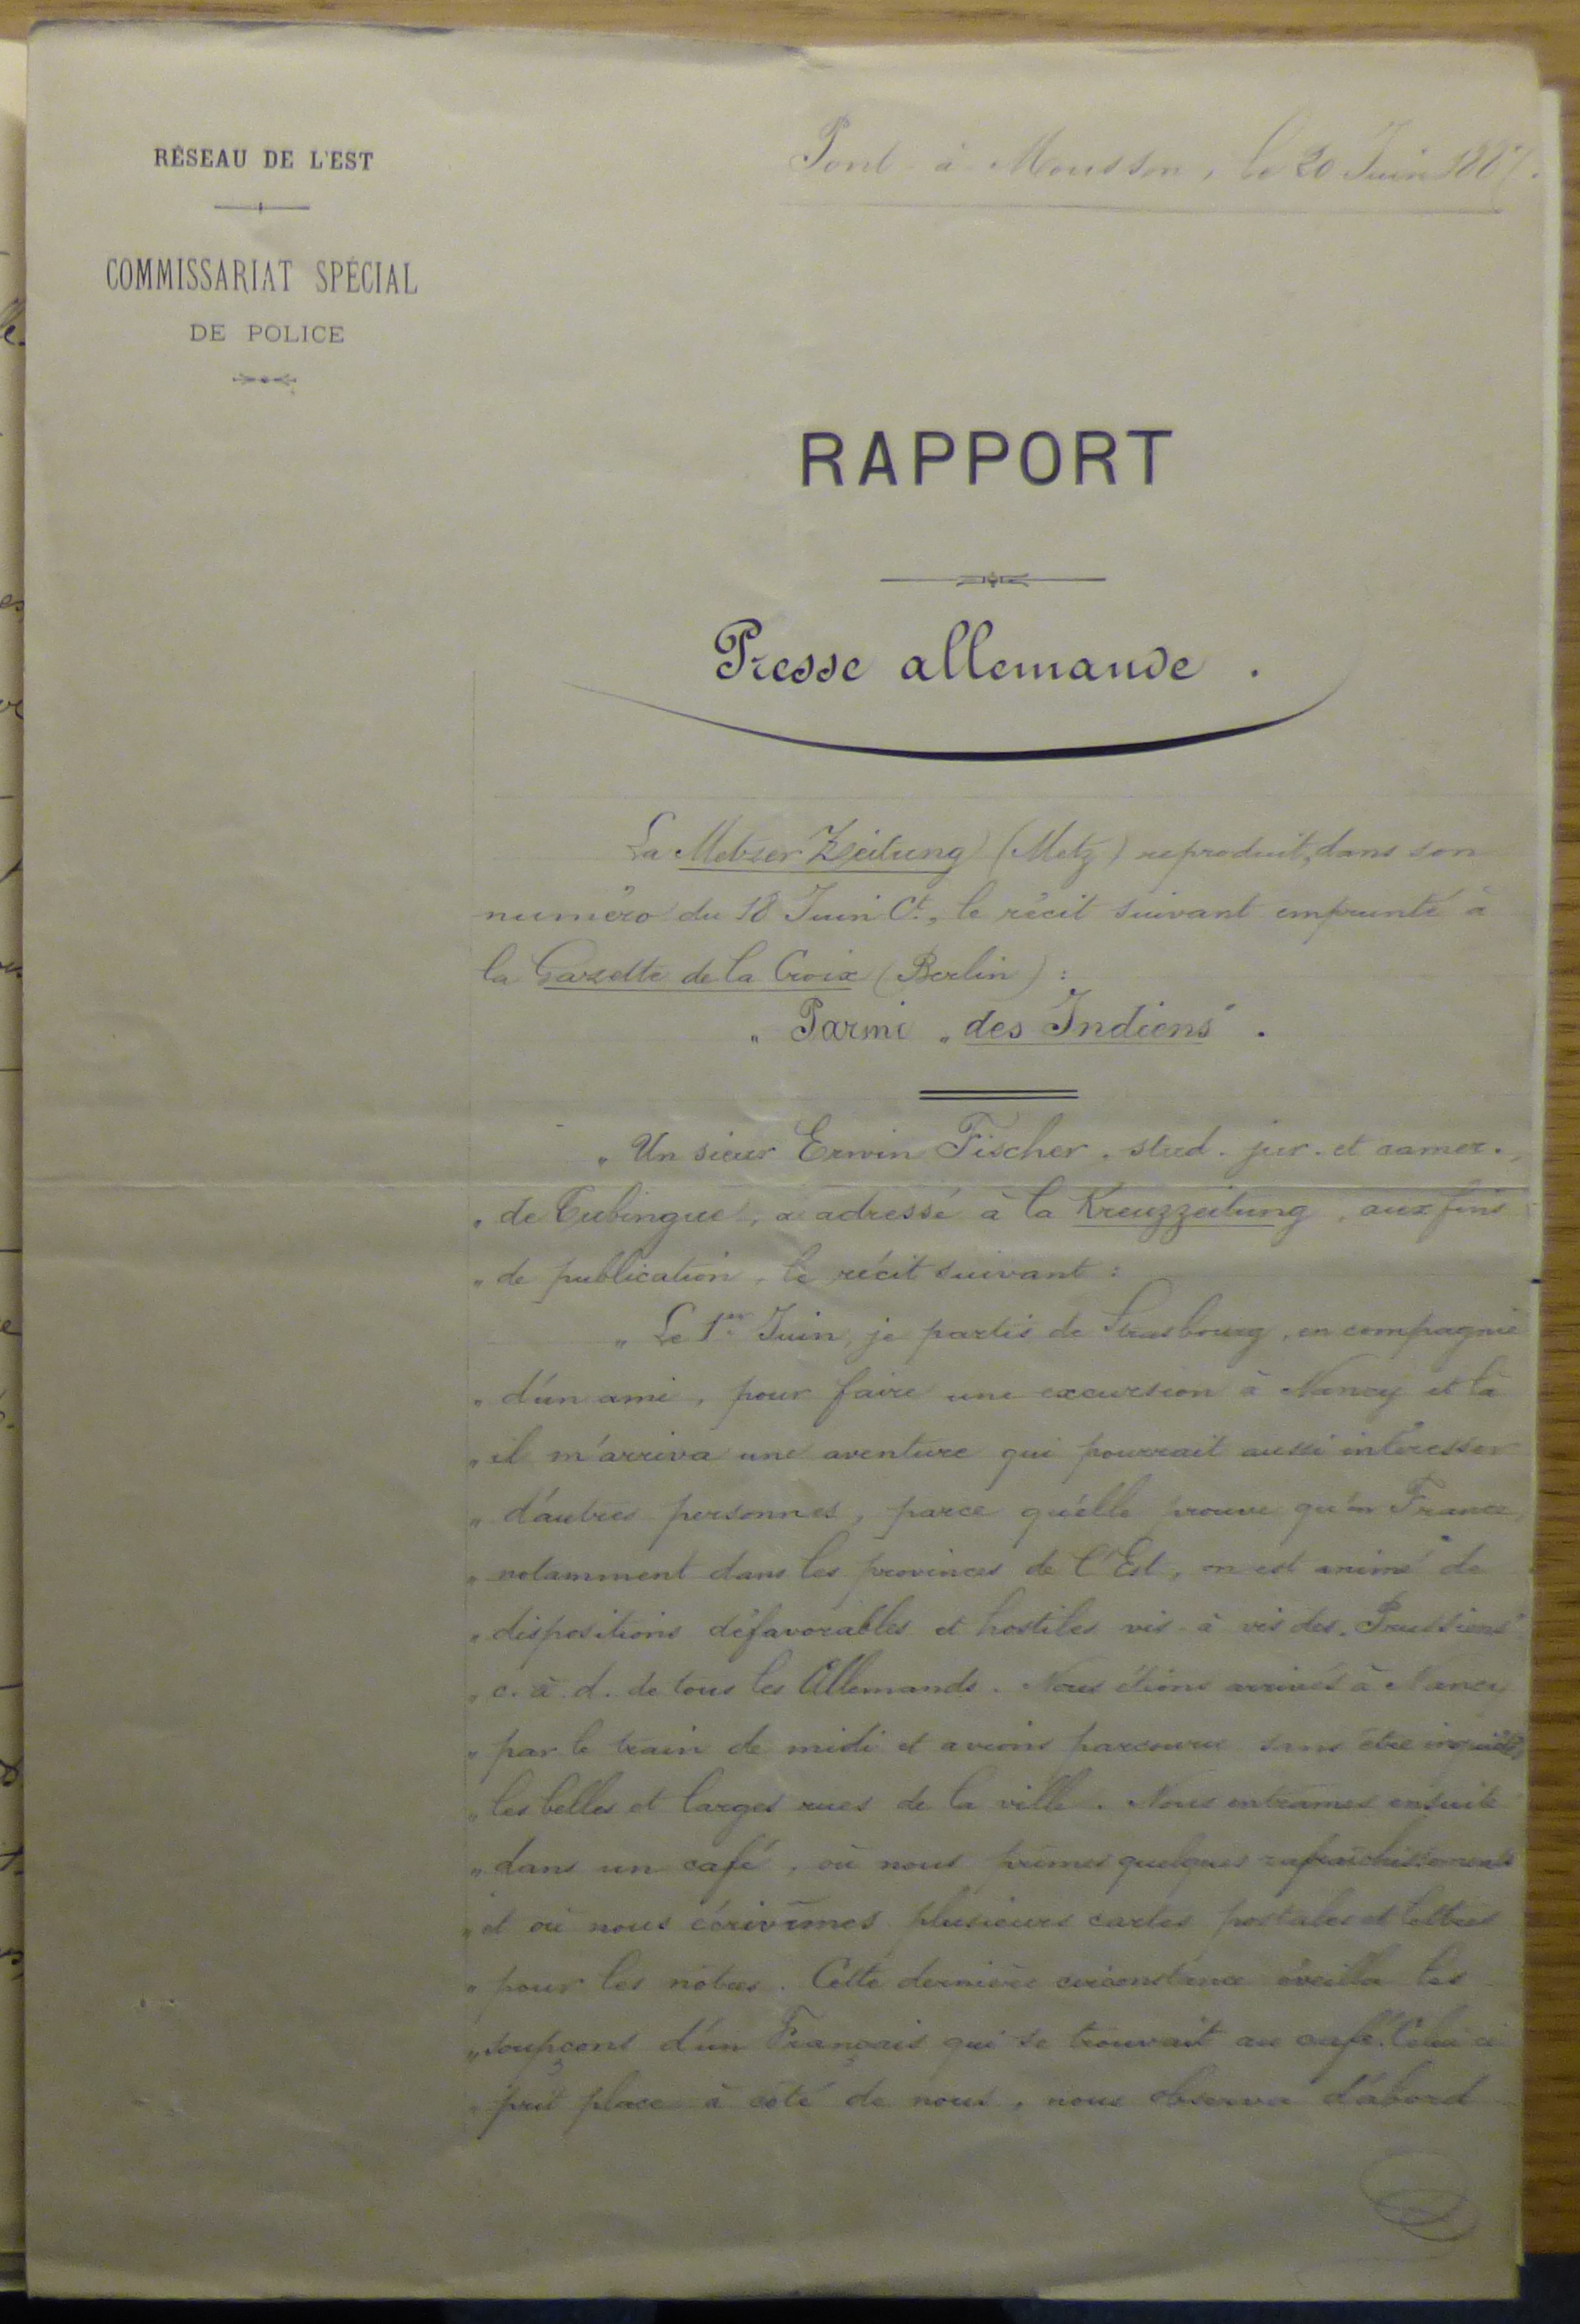 RÉSEAU DE L'EST
COMMISSARIAT SPÉCIAL
DE POLICE
Pont-à-Mousson, le 20 Juin 1887.
RAPPORT
Presse allemande.
La Metzer Zeitung (Metz) reproduit, dans son
numéro du 18 Juin Ct., le récit suivant emprunté à
la Gazette de la Croix (Berlin) :
„ Parmi „des Indiens".
„ Un sieur Erwin Fischer. stud. jur. et camer.,
„ de Tubingue, a adressé à la Kreuzzeitung, aux fins
„ de publication, le récit suivant :
„ Le 1er Juin, je partis de Strasbourg, en compagnie
„ d'un ami, pour faire une excursion à Nancy et là
„ il m'arriva une aventure qui pourrait aussi intéresser
„ d'autres personnes, parce qu'elle prouve qu'en France,
„ notamment dans les provinces de l'Est, on est animé de
„ dispositions défavorables et hostiles vis-à-vis des „Prussiens"
„ c.à.d. de tous les Allemands. Nous étions arrivés à Nancy
„ par le train de midi et avions parcouru sans être inquiétés
„ les belles et larges rues de la ville. Nous entrames ensuite
„ dans un café, où nous prîmes quelques rafraîchissements
„ et où nous écrivîmes plusieurs cartes postales et lettres
„ pour les nôtres. Cette dernière circonstance éveilla les
„ soupçons d'un Français qui se trouvait au café. Celui ci
„ prit place à côté de nous, nous observa d'abord